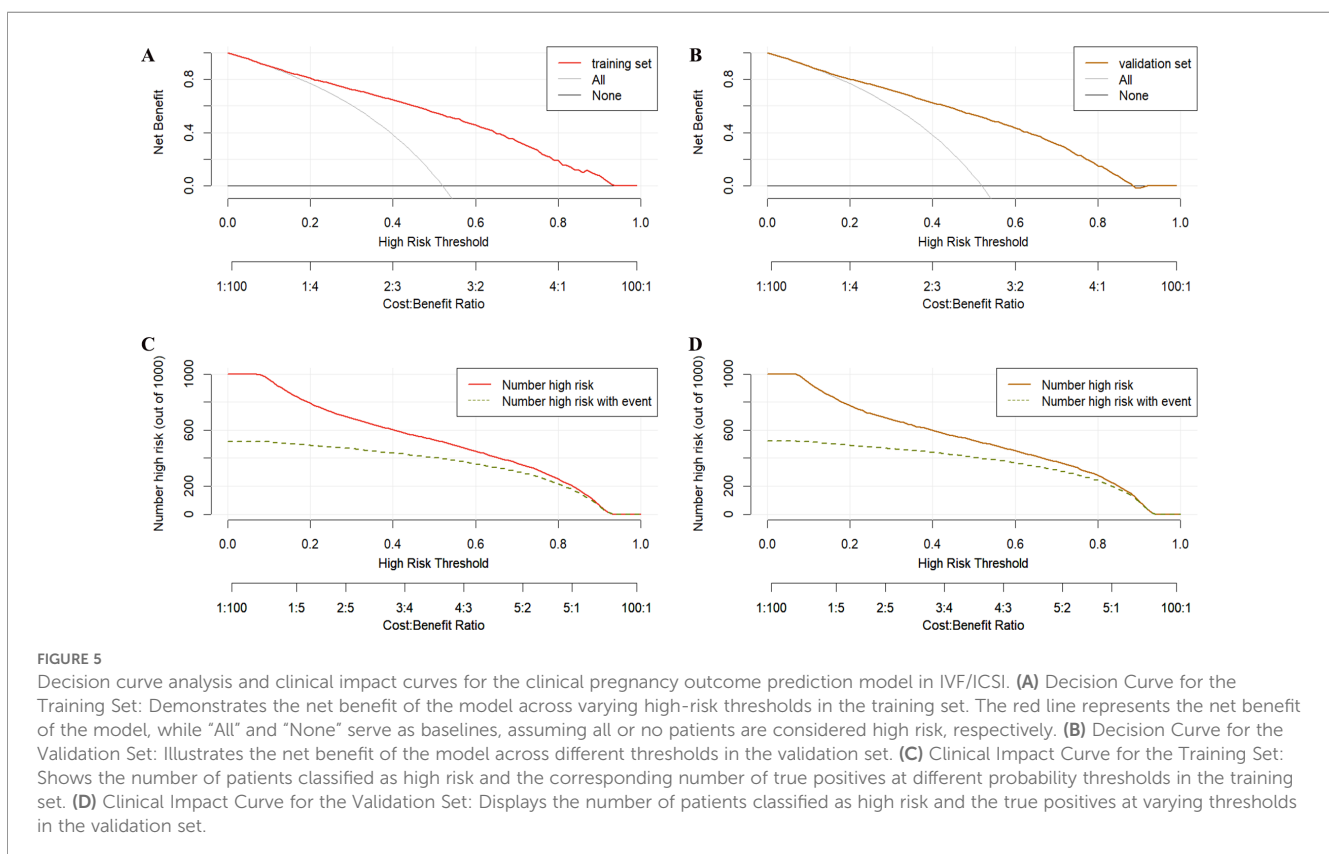 A
training set
All
None
Net Benefit
0.8
0.4
0.0
0.0 0.2 0.4 0.6 0.8 1.0
High Risk Threshold
1:100 1:4 2:3 3:2 4:1 100:1
Cost:Benefit Ratio
B
validation set
All
None
Net Benefit
0.8
0.4
0.0
0.0 0.2 0.4 0.6 0.8 1.0
High Risk Threshold
1:100 1:4 2:3 3:2 4:1 100:1
Cost:Benefit Ratio
C
Number high risk
Number high risk with event
Number high risk (out of 1000)
1000
600
200
0
0.0 0.2 0.4 0.6 0.8 1.0
High Risk Threshold
1:100 1:5 2:5 3:4 4:3 5:2 5:1 100:1
Cost:Benefit Ratio
D
Number high risk
Number high risk with event
Number high risk (out of 1000)
1000
600
200
0
0.0 0.2 0.4 0.6 0.8 1.0
High Risk Threshold
1:100 1:5 2:5 3:4 4:3 5:2 5:1 100:1
Cost:Benefit Ratio
FIGURE 5
Decision curve analysis and clinical impact curves for the clinical pregnancy outcome prediction model in IVF/ICSI. (A) Decision Curve for the
Training Set: Demonstrates the net benefit of the model across varying high-risk thresholds in the training set. The red line represents the net benefit
of the model, while “All” and “None” serve as baselines, assuming all or no patients are considered high risk, respectively. (B) Decision Curve for the
Validation Set: Illustrates the net benefit of the model across different thresholds in the validation set. (C) Clinical Impact Curve for the Training Set:
Shows the number of patients classified as high risk and the corresponding number of true positives at different probability thresholds in the training
set. (D) Clinical Impact Curve for the Validation Set: Displays the number of patients classified as high risk and the true positives at varying thresholds
in the validation set.